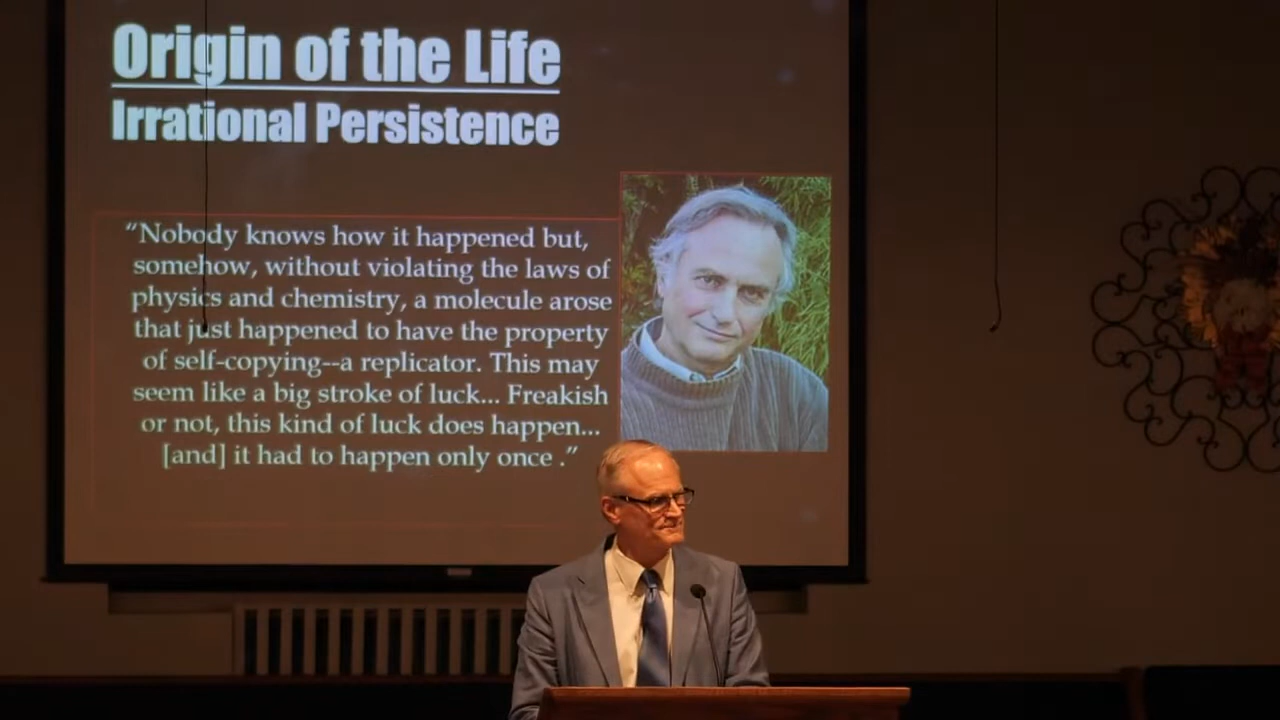 Origin of the Life
Irrational Persistence
“Nobody knows how it happened but,
somehow, without violating the laws of
physics and chemistry, a molecule arose
that just happened to have the property
of self-copying--a replicator. This may
seem like a big stroke of luck... Freakish
or not, this kind of luck does happen...
[and] it had to happen only once .”